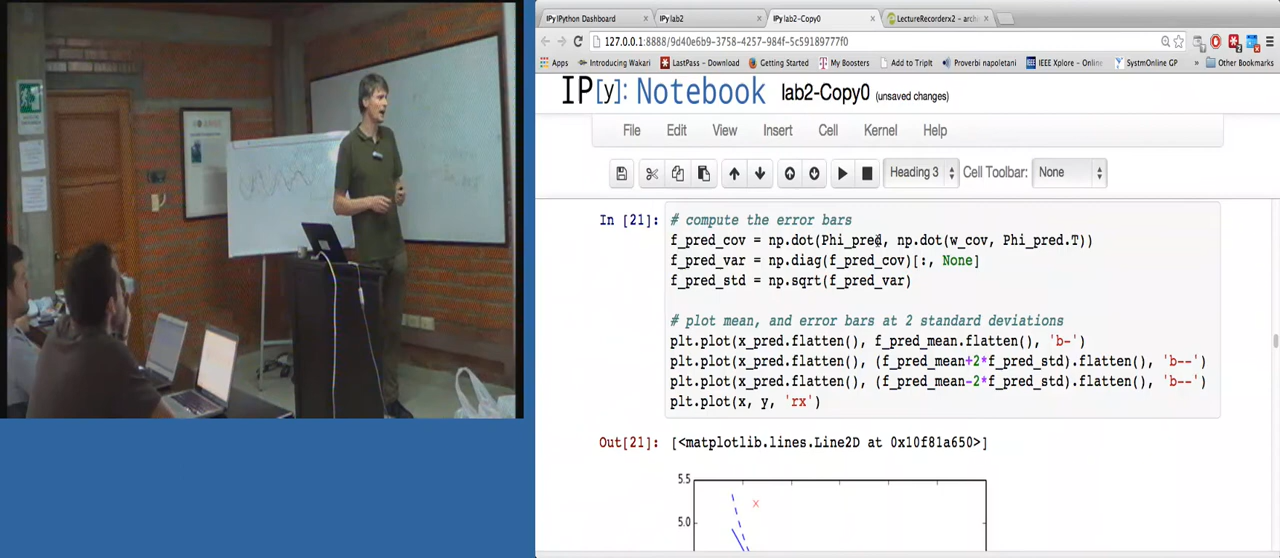 IPy IPython Dashboard
IPy lab2
IPy lab2-Copy0
LectureRecorderx2 – arch
127.0.0.1:8888/9d40e6b9-3758-4257-984f-5c59189777f0
Apps
Introducing Wakari
LastPass – Download
Getting Started
My Boosters
Add to TripIt
Proverbi napoletani
IEEE Xplore - Online
SystmOnline GP
»
Other Bookmarks
IP[y]: Notebook
lab2-Copy0 (unsaved changes)
File Edit View Insert Cell Kernel Help
Heading 3
Cell Toolbar:
None
In [21]:
# compute the error bars
f_pred_cov = np.dot(Phi_pred, np.dot(w_cov, Phi_pred.T))
f_pred_var = np.diag(f_pred_cov)[:, None]
f_pred_std = np.sqrt(f_pred_var)
# plot mean, and error bars at 2 standard deviations
plt.plot(x_pred.flatten(), f_pred_mean.flatten(), 'b-')
plt.plot(x_pred.flatten(), (f_pred_mean+2*f_pred_std).flatten(), 'b--')
plt.plot(x_pred.flatten(), (f_pred_mean-2*f_pred_std).flatten(), 'b--')
plt.plot(x, y, 'rx')
Out[21]:
[<matplotlib.lines.Line2D at 0x10f81a650>]
5.5
5.0